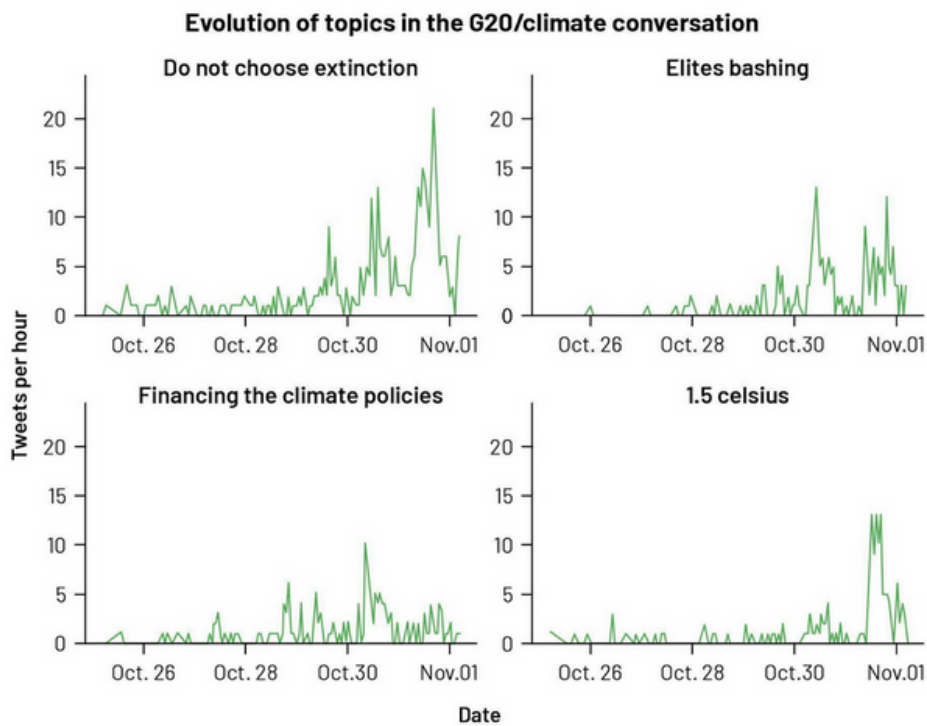 Evolution of topics in the G20/climate conversation
Do not choose extinction
Elites bashing
20
15
10
5
0
Oct. 26
Oct. 28
Oct.30
Nov.01
20
15
10
5
0
Oct. 26
Oct. 28
Oct.30
Nov.01
Tweets per hour
Financing the climate policies
1.5 celsius
20
15
10
5
0
Oct. 26
Oct. 28
Oct.30
Nov.01
20
15
10
5
0
Oct. 26
Oct. 28
Oct.30
Nov.01
Date